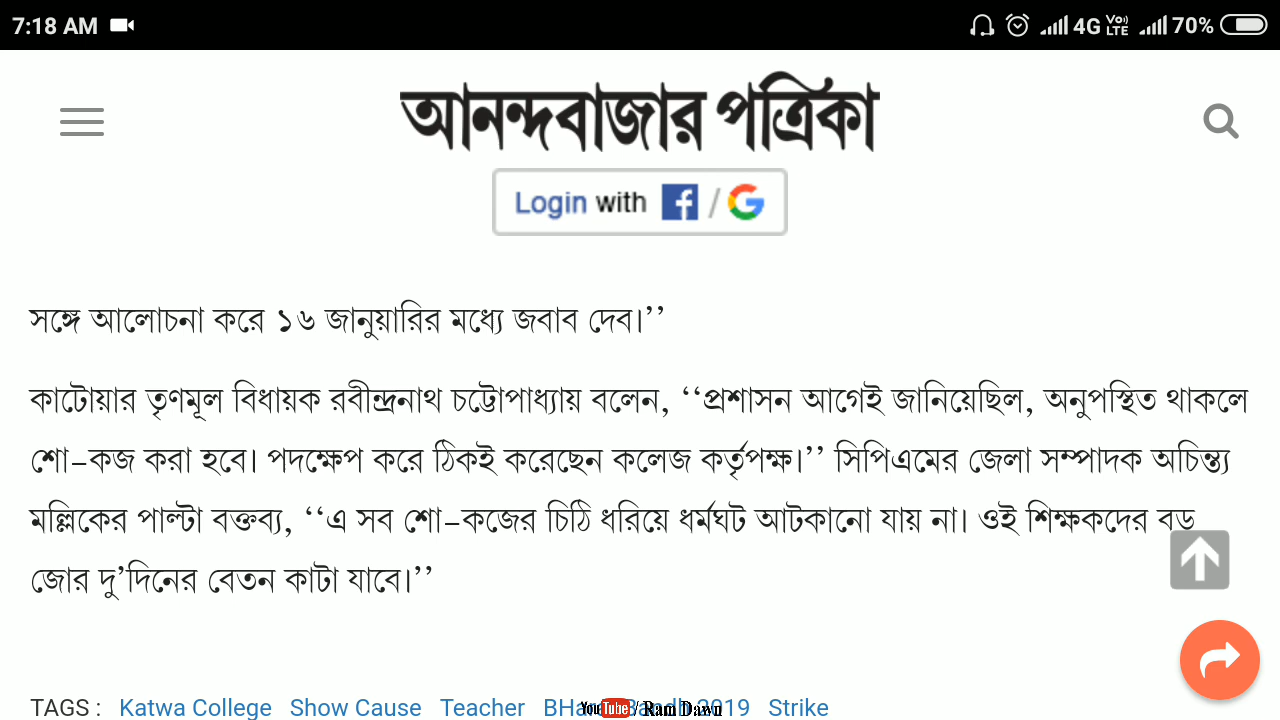 7:18 AM 4G Vo) LTE 70%
আনন্দবাজার পত্রিকা
Login with f / G
সঙ্গে আলোচনা করে ১৬ জানুয়ারির মধ্যে জবাব দেব।’’
কাটোয়ার তৃণমূল বিধায়ক রবীন্দ্রনাথ চট্টোপাধ্যায় বলেন, ‘‘প্রশাসন আগেই জানিয়েছিল, অনুপস্থিত থাকলে
শো-কজ করা হবে। পদক্ষেপ করে ঠিকই করেছেন কলেজ কর্তৃপক্ষ।’’ সিপিএমের জেলা সম্পাদক অচিন্ত্য
মল্লিকের পাল্টা বক্তব্য, ‘‘এ সব শো-কজের চিঠি ধরিয়ে ধর্মঘট আটকানো যায় না। ওই শিক্ষকদের বড়
জোর দু’দিনের বেতন কাটা যাবে।’’
TAGS : Katwa College Show Cause Teacher Strike
YouTube / Ram Dawn